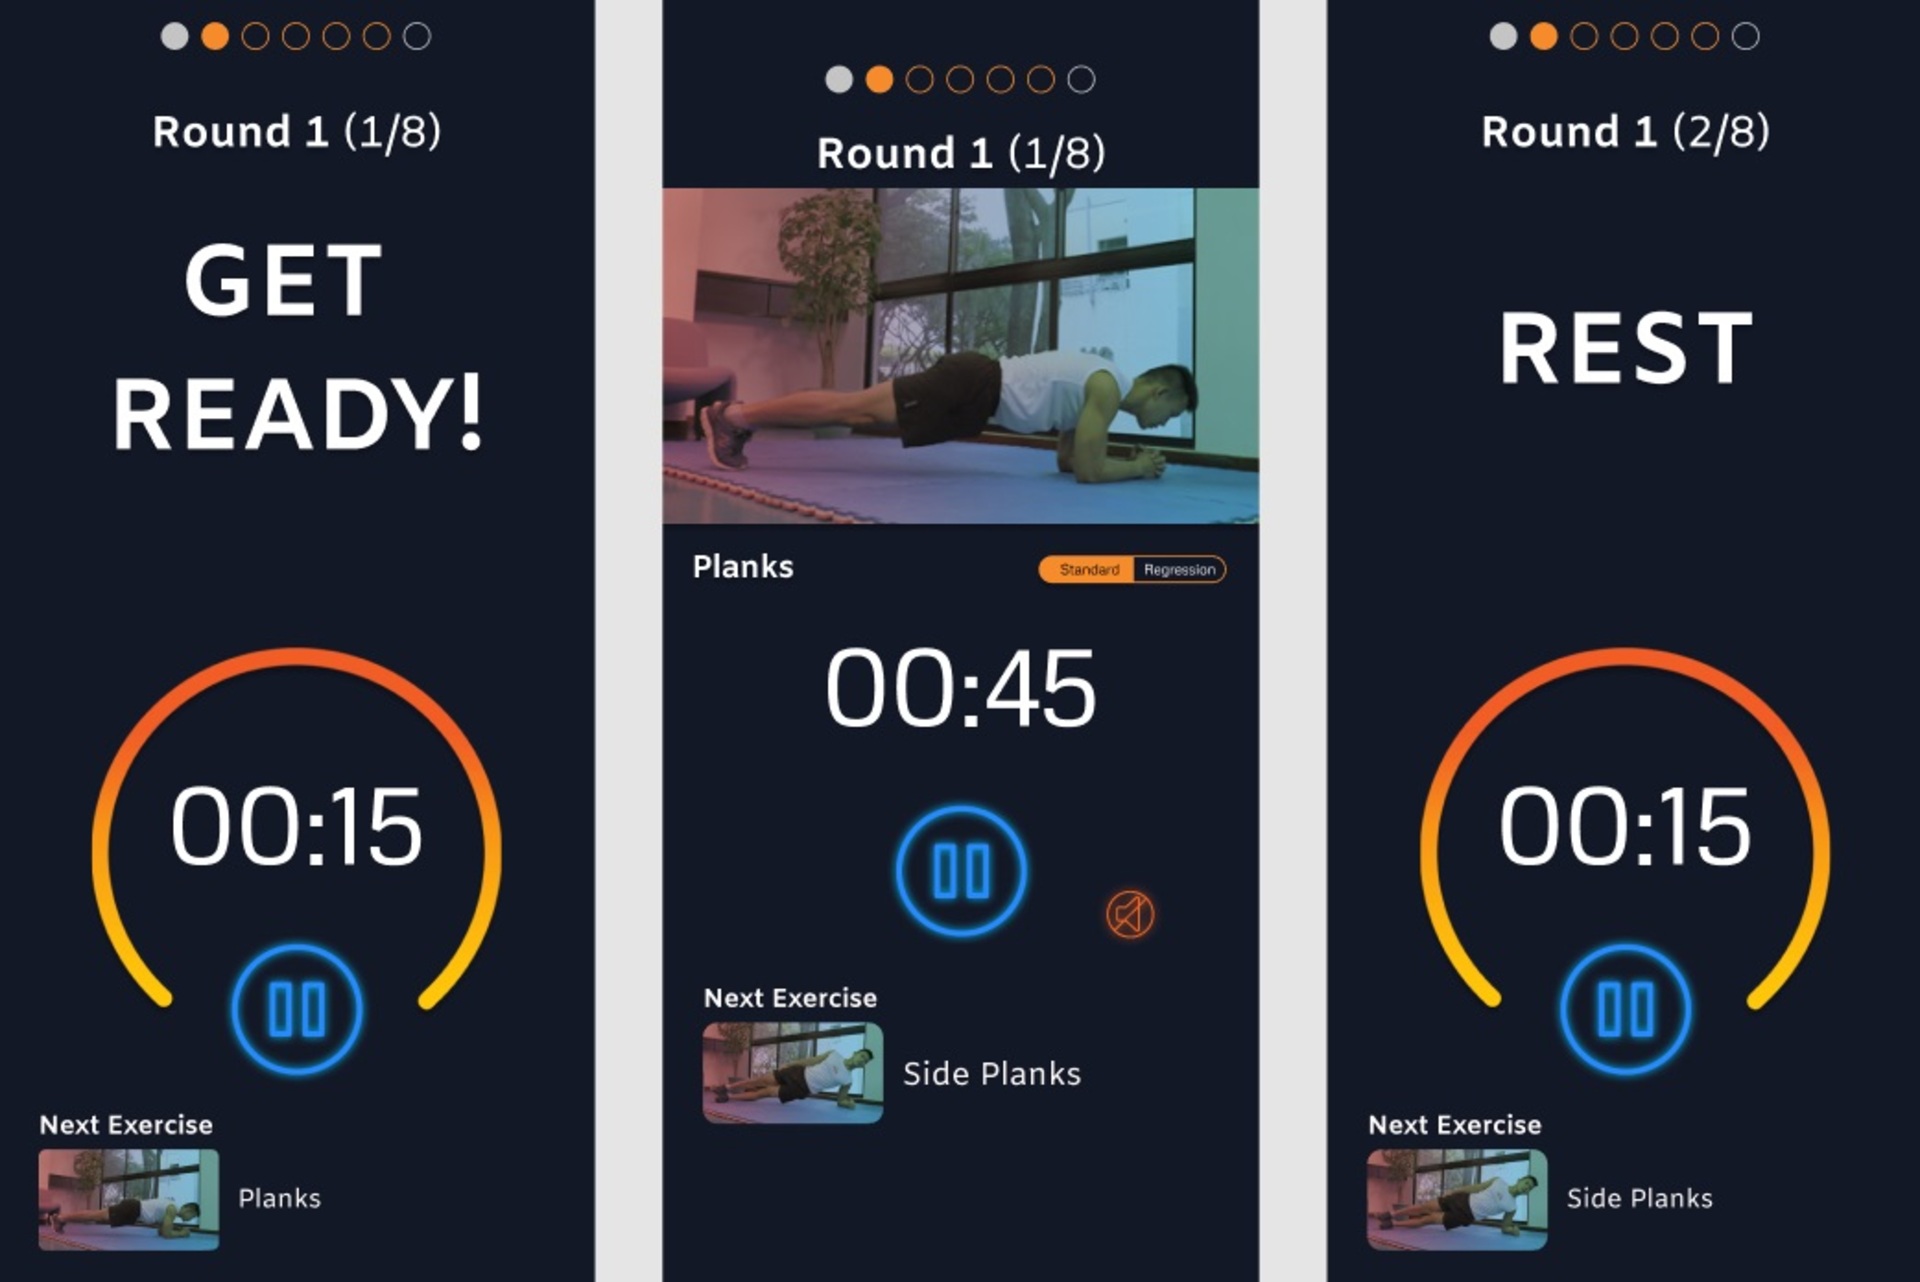 Round 1 (1/8)
GET
READY!
00:15
Next Exercise
Planks
Round 1 (1/8)
Planks
Standard
Regression
00:45
Next Exercise
Side Planks
Round 1 (2/8)
REST
00:15
Next Exercise
Side Planks